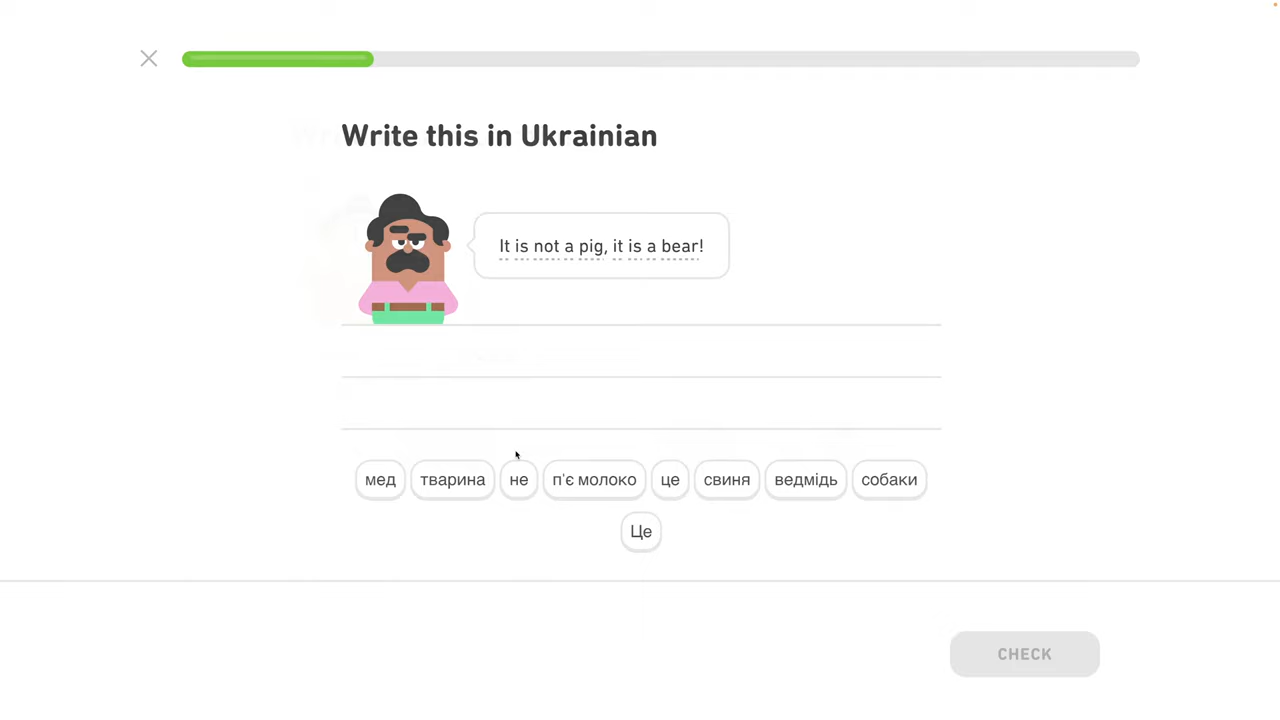 Write this in Ukrainian
It is not a pig, it is a bear!
мед тварина не п'є молоко це свиня ведмідь собаки
Це
CHECK